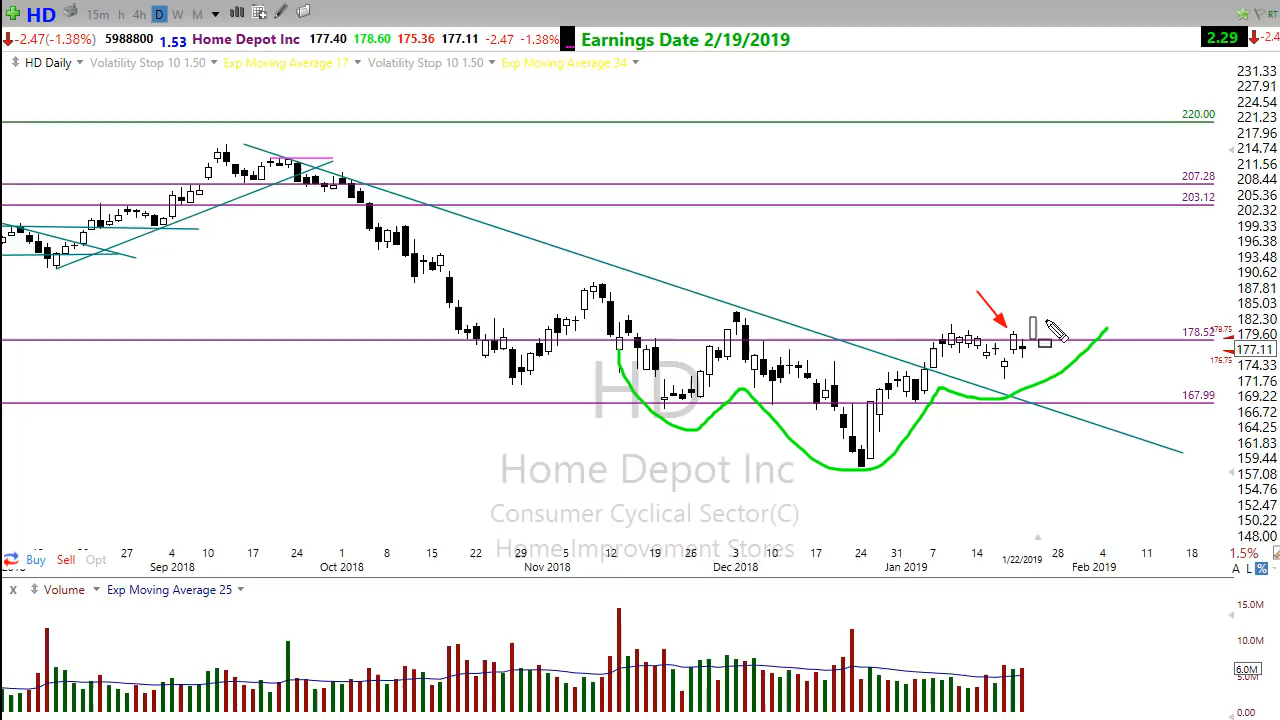 HD 15m h 4h D W M RT
-2.47(-1.38%) 5988800 1.53 Home Depot Inc 177.40 178.60 175.36 177.11 -2.47 -1.38% Earnings Date 2/19/2019 2.29
HD Daily Volatility Stop 10 1.50 Exp Moving Average 17 Volatility Stop 10 1.50 Exp Moving Average 34
231.33
227.91
224.54
220.00
221.23
217.96
214.74
211.56
207.28
208.44
203.12
205.36
202.32
199.33
196.38
193.48
190.62
187.81
185.03
182.30
178.52 178.75
179.60
177.11
176.75
174.33
171.76
167.99
169.22
166.72
164.25
161.83
159.44
157.08
154.76
152.47
150.22
148.00
HD
Home Depot Inc
Consumer Cyclical Sector(C)
Home Improvement Stores
27 4 10 17 24 1 8 15 22 29 5 12 19 26 3 10 17 24 31 7 14 28 4 11 18 1.5%
Buy Sell Opt
Sep 2018 Oct 2018 Nov 2018 Dec 2018 Jan 2019 1/22/2019 Feb 2019 A L %
X Volume Exp Moving Average 25
15.0M
10.0M
6.0M
5.0M
0.00